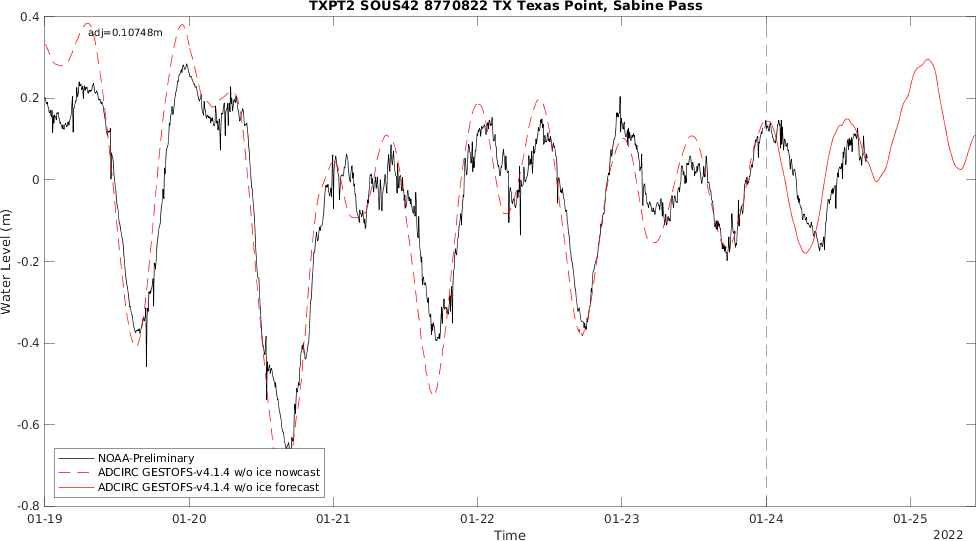 TXPT2 SOUS42 8770822 TX Texas Point, Sabine Pass
adj=0.10748m
0.4
0.2
0
-0.2
-0.4
-0.6
-0.8
Water Level (m)
NOAA-Preliminary
ADCIRC GESTOFS-v4.1.4 w/o ice nowcast
ADCIRC GESTOFS-v4.1.4 w/o ice forecast
01-19 01-20 01-21 01-22 01-23 01-24 01-25
Time
2022